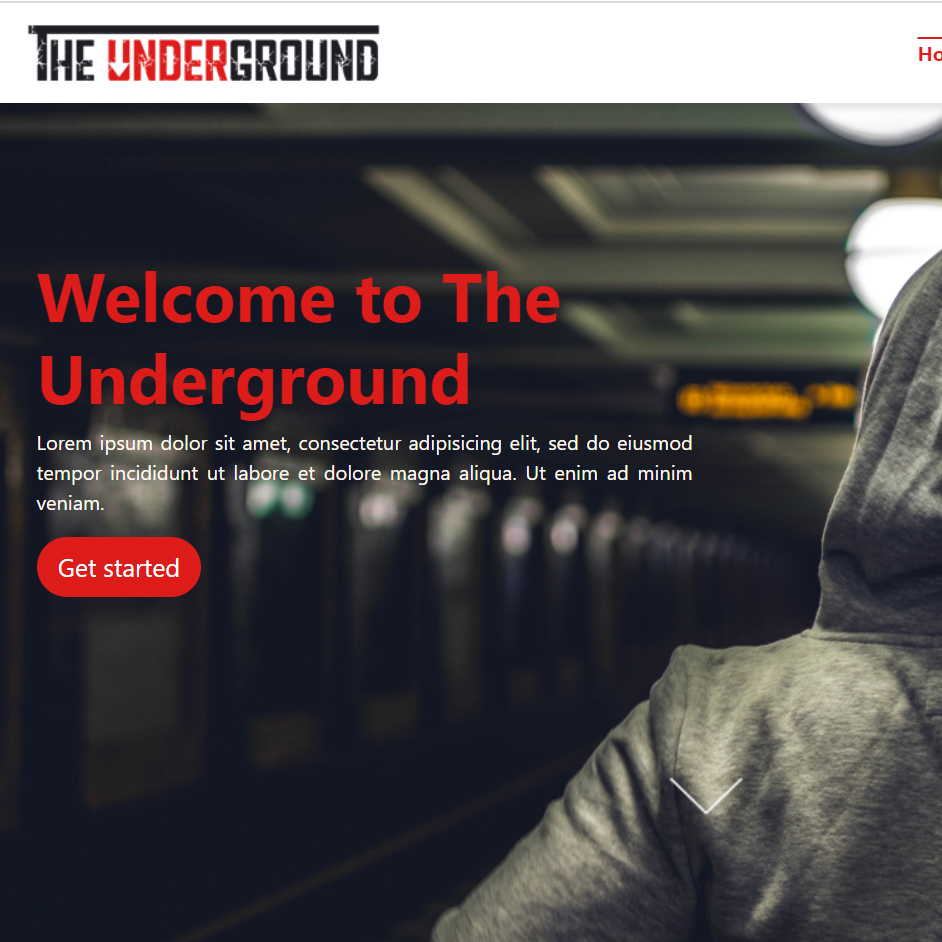 THE UNDERGROUND
Ho
Welcome to The
Underground
Lorem ipsum dolor sit amet, consectetur adipisicing elit, sed do eiusmod
tempor incididunt ut labore et dolore magna aliqua. Ut enim ad minim
veniam.
Get started